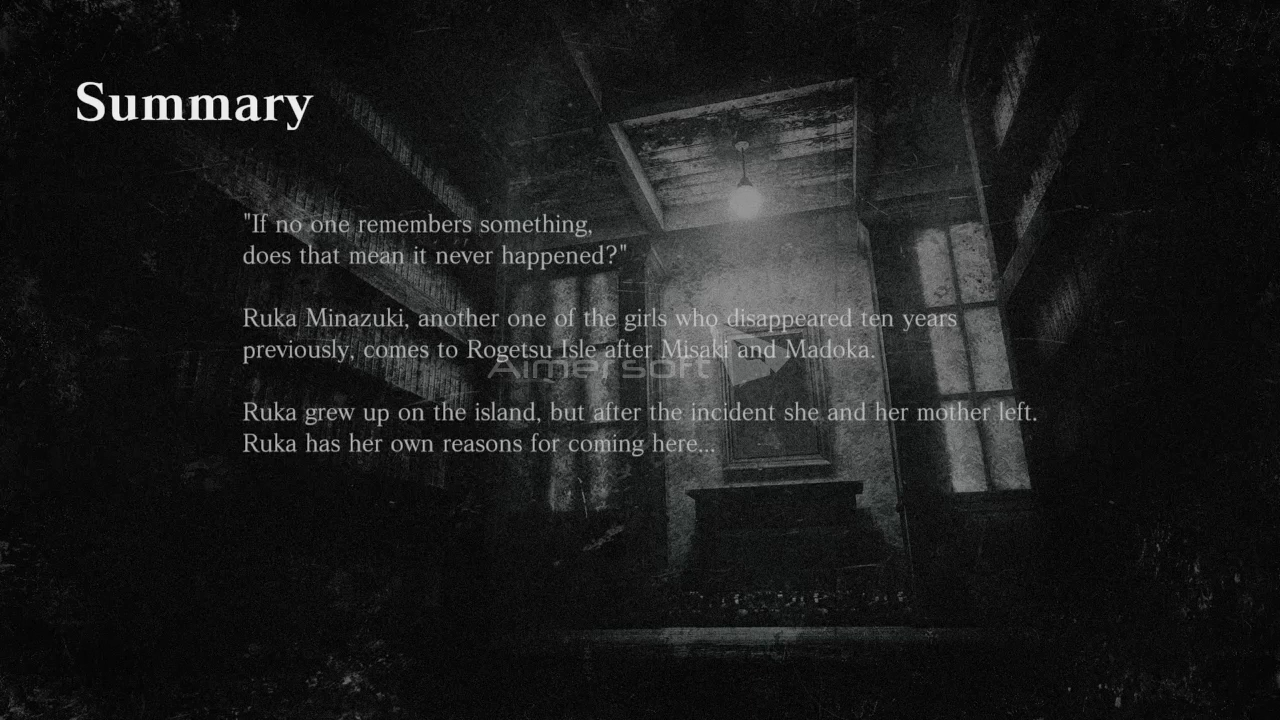 Summary
"If no one remembers something,
does that mean it never happened?"
Ruka Minazuki, another one of the girls who disappeared ten years
previously, comes to Rogetsu Isle after Misaki and Madoka.
Aimersoft
Ruka grew up on the island, but after the incident she and her mother left.
Ruka has her own reasons for coming here...